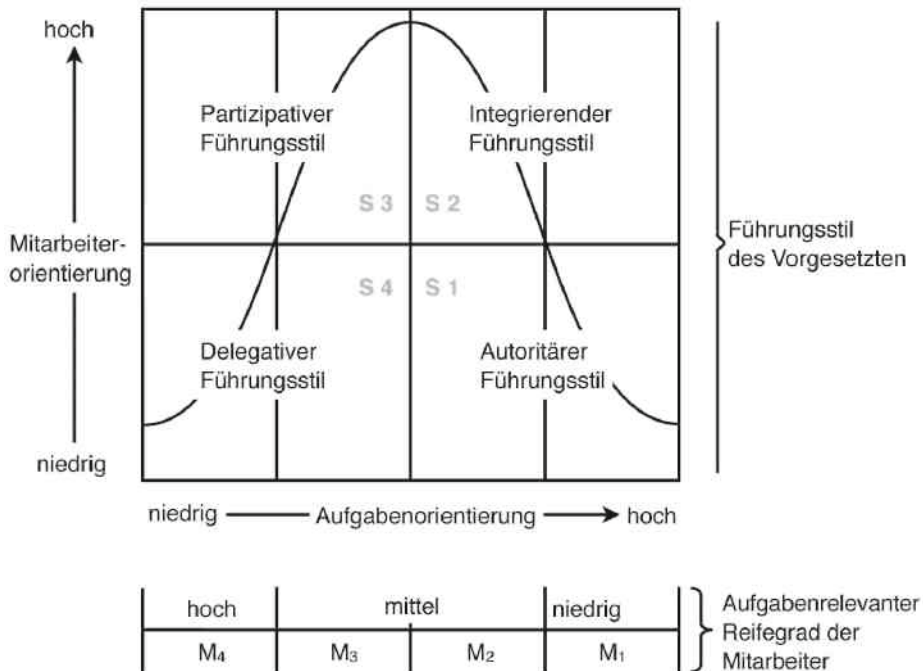 hoch
Partizipativer
Führungsstil
Integrierender
Führungsstil
S 3
S 2
Mitarbeiter-
orientierung
Führungsstil
des Vorgesetzten
S 4
S 1
Delegativer
Führungsstil
Autoritärer
Führungsstil
niedrig
niedrig
Aufgabenorientierung
hoch
hoch
mittel
niedrig
M4
M3
M2
M1
Aufgabenrelevanter
Reifegrad der
Mitarbeiter